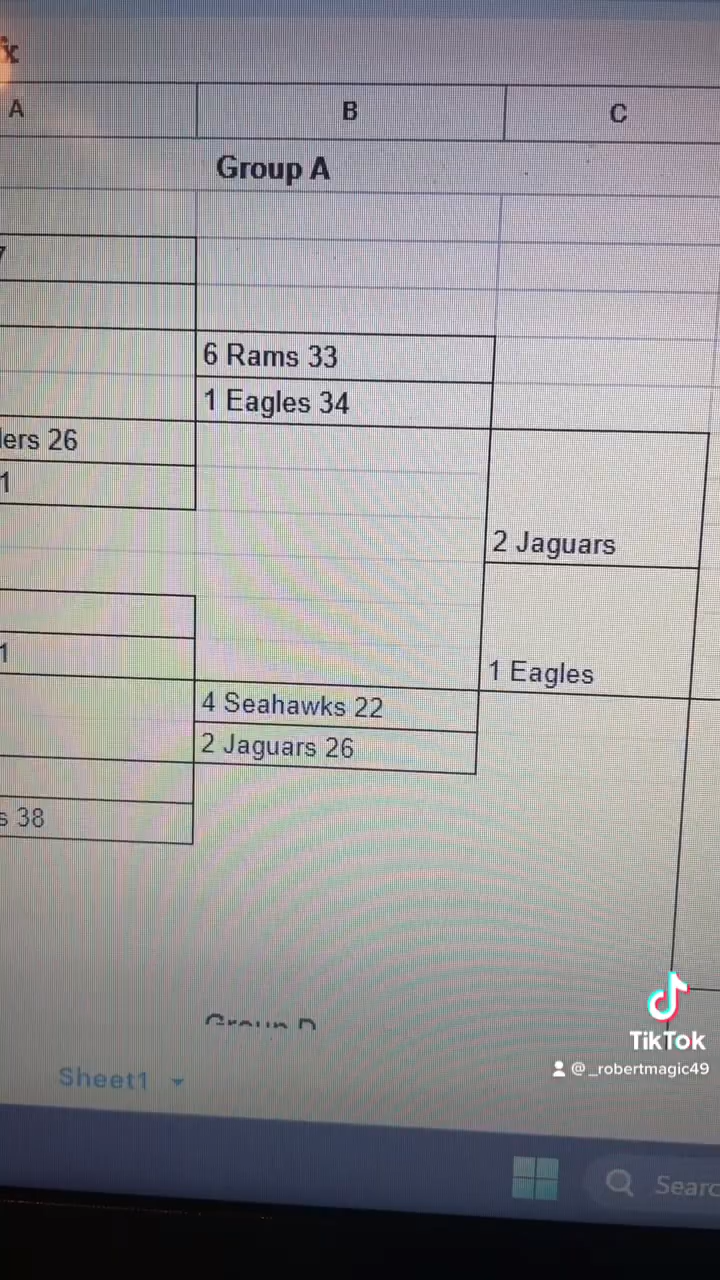 A
B
C
Group A
6 Rams 33
1 Eagles 34
26
1
2 Jaguars
1
1 Eagles
4 Seahawks 22
2 Jaguars 26
38
Sheet1
TikTok
@_robertmagic49